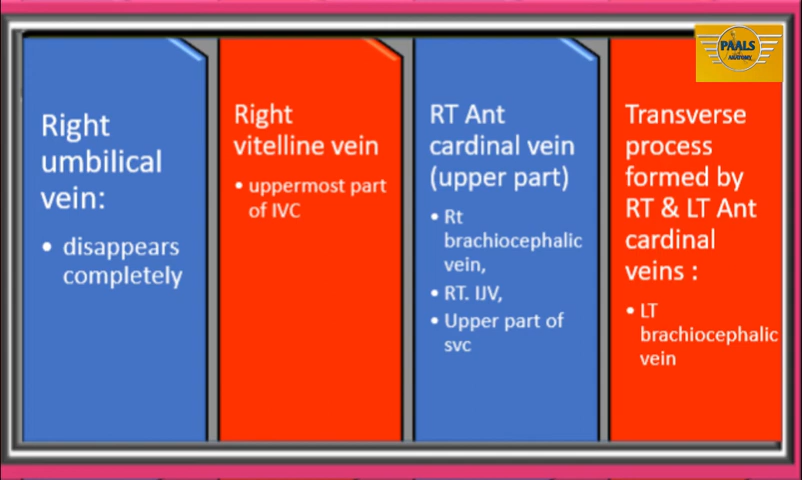 PAALS
ANATOMY
Right
umbilical
vein:
• disappears
completely
Right
vitelline vein
• uppermost part
of IVC
RT Ant
cardinal vein
(upper part)
• Rt
brachiocephalic
vein,
• RT. IJV,
• Upper part of
svc
Transverse
process
formed by
RT & LT Ant
cardinal
veins :
• LT
brachiocephalic
vein